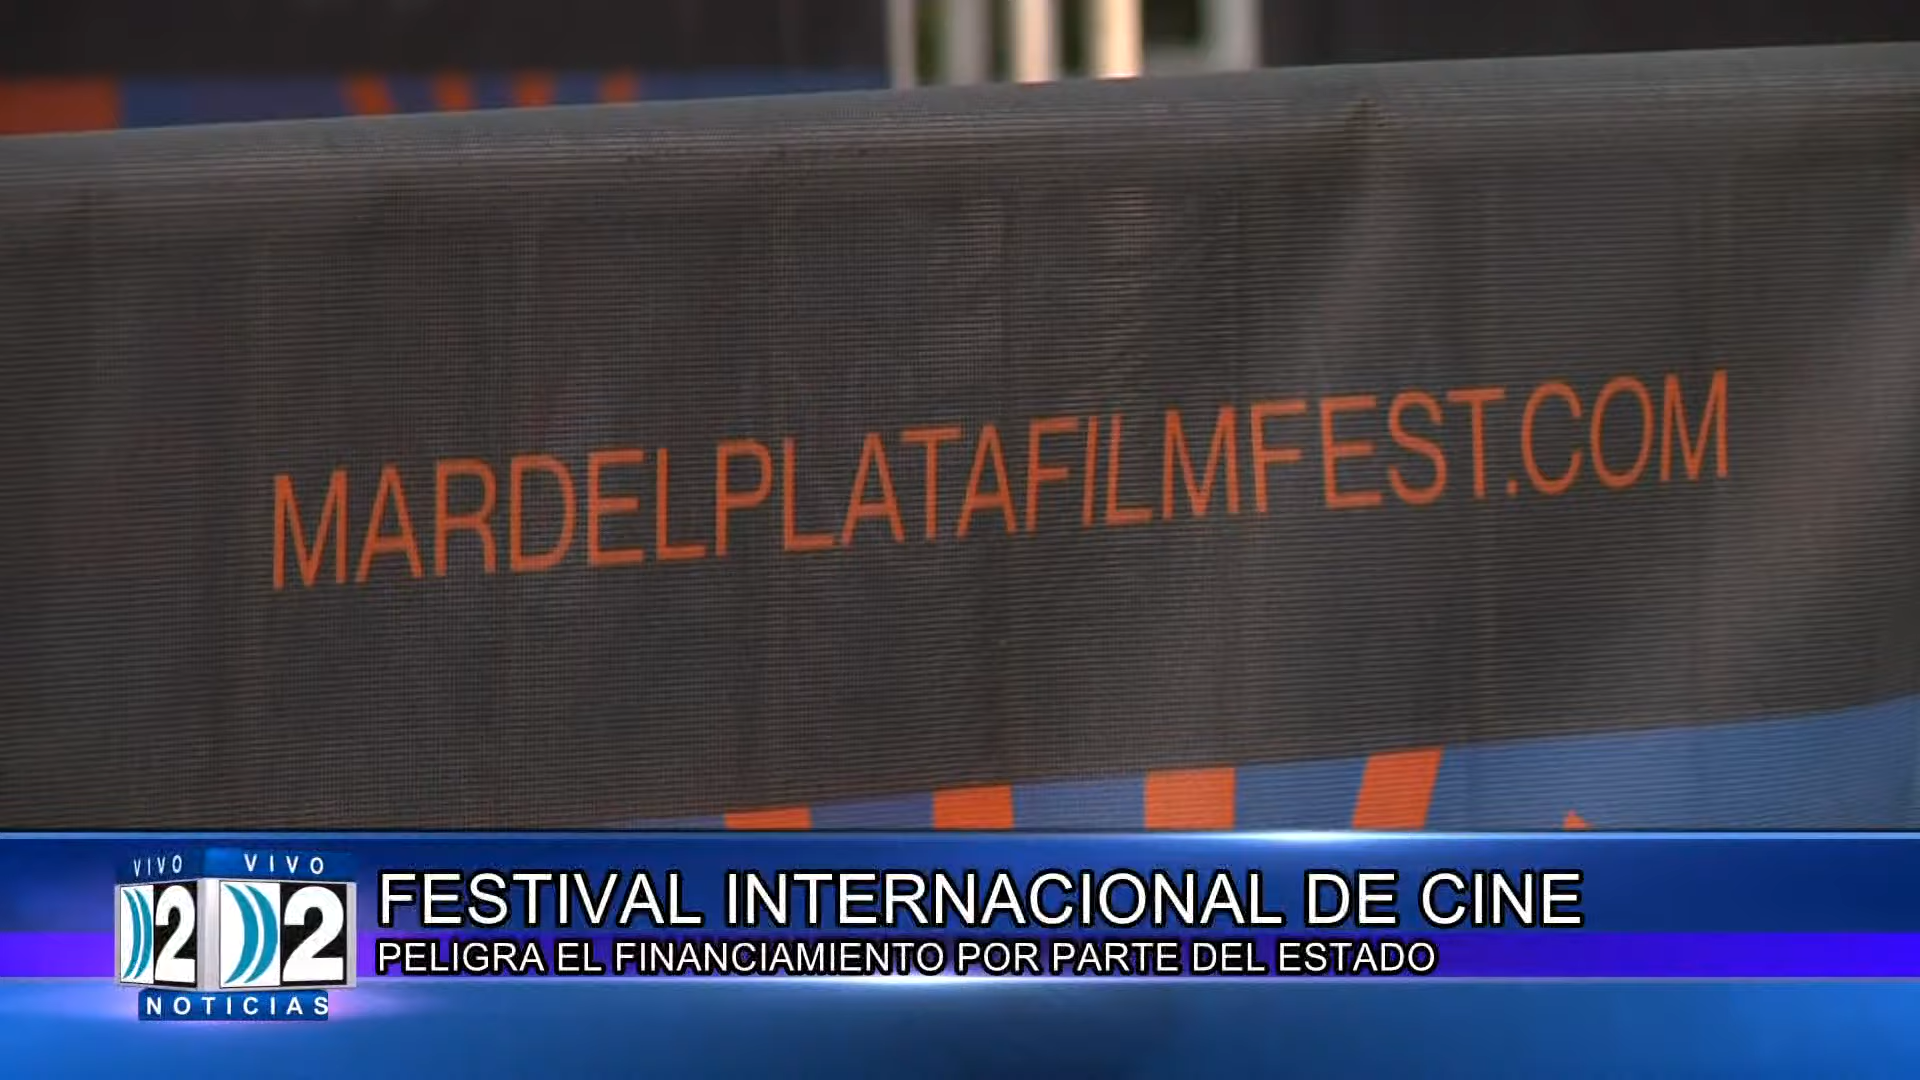 MARDELPLATAFILMFEST.COM
VIVO VIVO
2 2
NOTICIAS
FESTIVAL INTERNACIONAL DE CINE
PELIGRA EL FINANCIAMIENTO POR PARTE DEL ESTADO